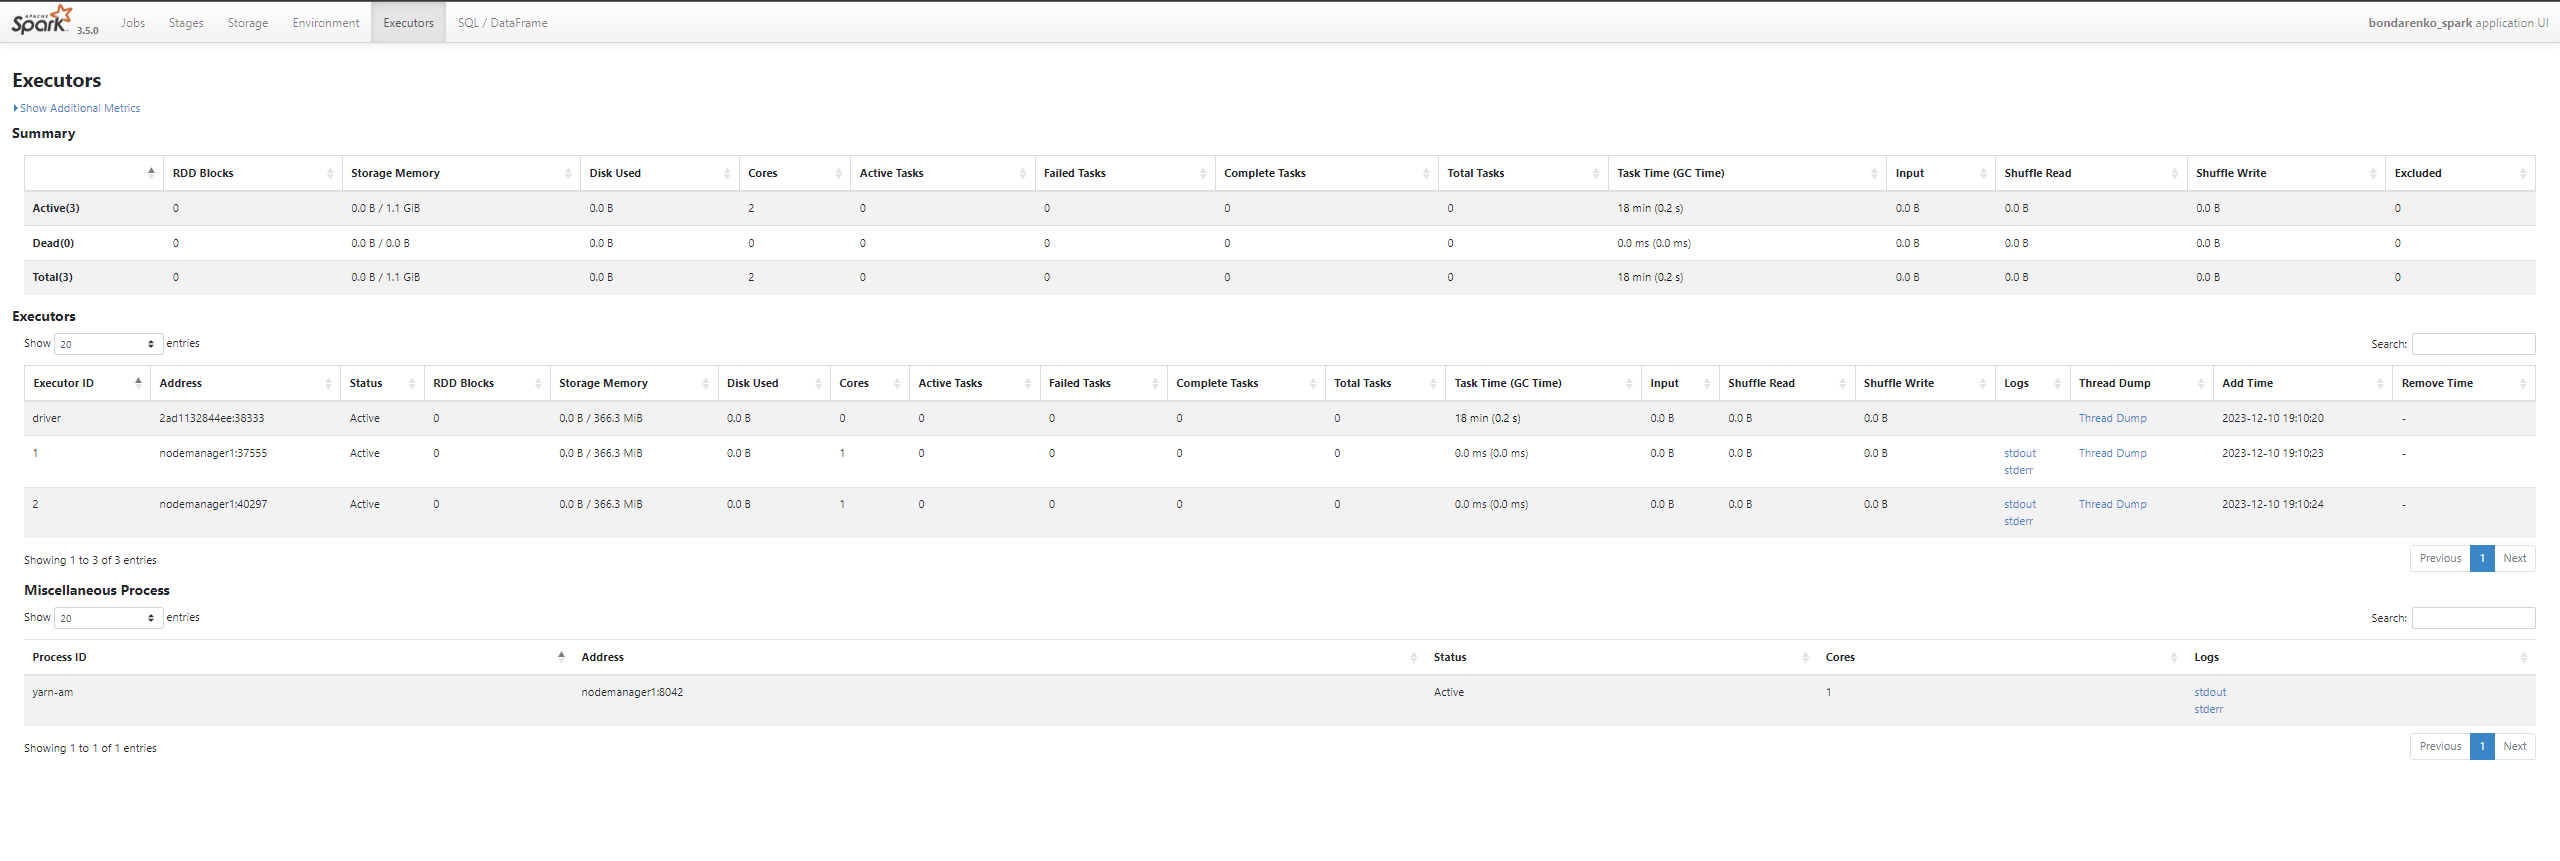 APACHE Spark 3.5.0 Jobs Stages Storage Environment Executors SQL / DataFrame bondarenko_spark application UI
Executors
Show Additional Metrics
Summary
RDD Blocks Storage Memory Disk Used Cores Active Tasks Failed Tasks Complete Tasks Total Tasks Task Time (GC Time) Input Shuffle Read Shuffle Write Excluded
Active(3) 0 0.0 B / 1.1 GiB 0.0 B 2 0 0 0 0 18 min (0.2 s) 0.0 B 0.0 B 0.0 B 0
Dead(0) 0 0.0 B / 0.0 B 0.0 B 0 0 0 0 0 0.0 ms (0.0 ms) 0.0 B 0.0 B 0.0 B 0
Total(3) 0 0.0 B / 1.1 GiB 0.0 B 2 0 0 0 0 18 min (0.2 s) 0.0 B 0.0 B 0.0 B 0
Executors
Show 20 entries Search:
Executor ID Address Status RDD Blocks Storage Memory Disk Used Cores Active Tasks Failed Tasks Complete Tasks Total Tasks Task Time (GC Time) Input Shuffle Read Shuffle Write Logs Thread Dump Add Time Remove Time
driver 2ad1132844ee:38333 Active 0 0.0 B / 366.3 MiB 0.0 B 0 0 0 0 0 18 min (0.2 s) 0.0 B 0.0 B 0.0 B Thread Dump 2023-12-10 19:10:20 -
1 nodemanager1:37555 Active 0 0.0 B / 366.3 MiB 0.0 B 1 0 0 0 0 0.0 ms (0.0 ms) 0.0 B 0.0 B 0.0 B stdout Thread Dump 2023-12-10 19:10:23 -
stderr
2 nodemanager1:40297 Active 0 0.0 B / 366.3 MiB 0.0 B 1 0 0 0 0 0.0 ms (0.0 ms) 0.0 B 0.0 B 0.0 B stdout Thread Dump 2023-12-10 19:10:24 -
stderr
Showing 1 to 3 of 3 entries Previous 1 Next
Miscellaneous Process
Show 20 entries Search:
Process ID Address Status Cores Logs
yarn-am nodemanager1:8042 Active 1 stdout
stderr
Showing 1 to 1 of 1 entries Previous 1 Next